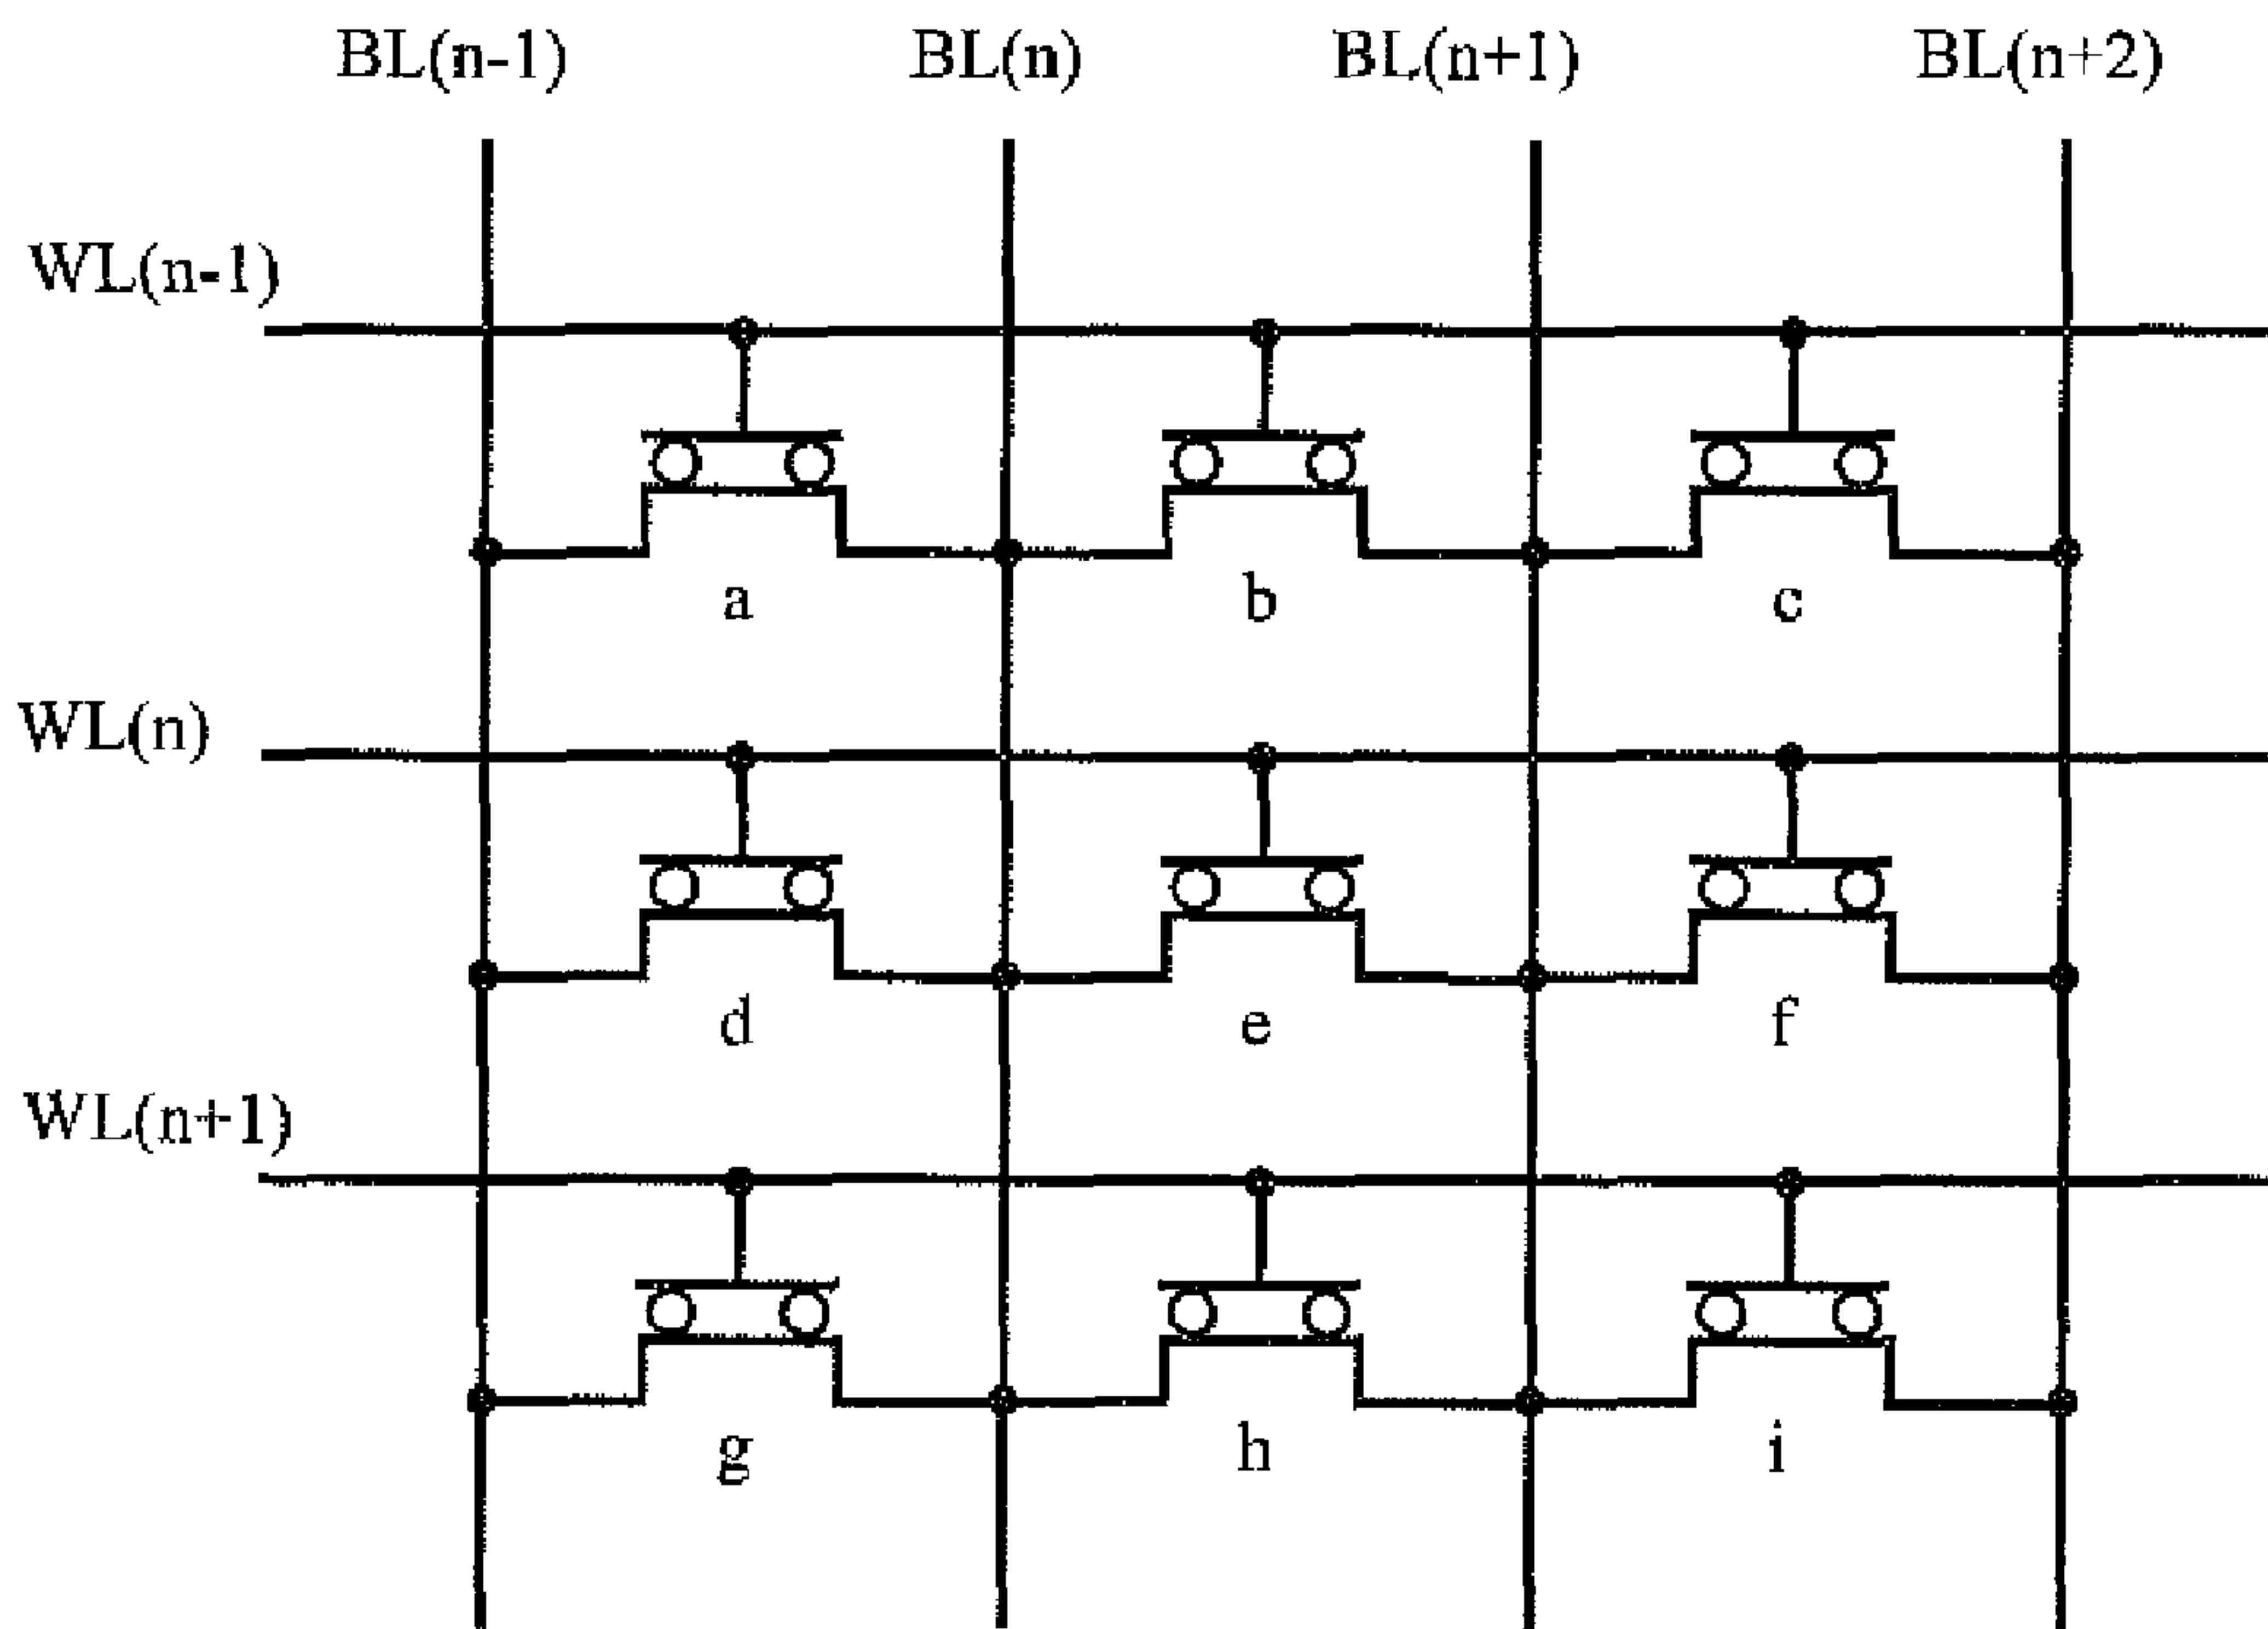 BL(n-1) BL(n) BL(n+1) BL(n+2)
WL(n-1)
a b c
WL(n)
d e f
WL(n+1)
g h i